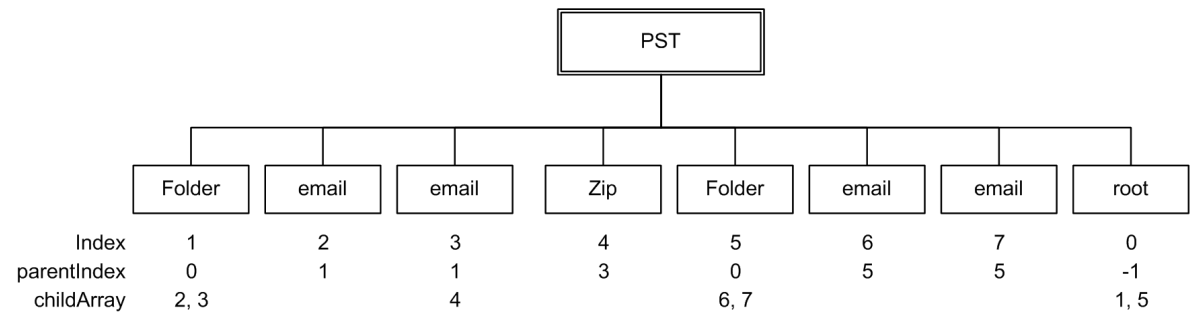 PST
Folder email email Zip Folder email email root
Index 1 2 3 4 5 6 7 0
parentIndex 0 1 1 3 0 5 5 -1
childArray 2, 3 4 6, 7 1, 5